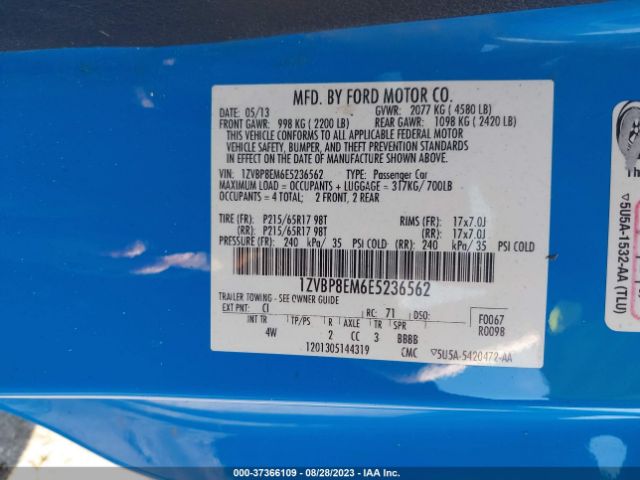 MFD. BY FORD MOTOR CO.
DATE: 05/13 GVWR: 2077 KG ( 4580 LB)
FRONT GAWR: 998 KG ( 2200 LB) REAR GAWR: 1098 KG ( 2420 LB)
THIS VEHICLE CONFORMS TO ALL APPLICABLE FEDERAL MOTOR
VEHICLE SAFETY, BUMPER, AND THEFT PREVENTION STANDARDS
IN EFFECT ON THE DATE OF MANUFACTURE SHOWN ABOVE.
VIN: 1ZVBP8EM6E5236562 TYPE: Passenger Car
MAXIMUM LOAD = OCCUPANTS + LUGGAGE = 317KG/ 700LB
OCCUPANTS = 4 TOTAL; 2 FRONT, 2 REAR
TIRE (FR): P215/65R17 98T RIMS (FR): 17x7.0J
(RR): P215/65R17 98T (RR): 17x7.0J
PRESSURE (FR): 240 kPa/ 35 PSI COLD (RR): 240 kPa/ 35 PSI COLD
1ZVBP8EM6E5236562
TRAILER TOWING - SEE OWNER GUIDE
EXT PNT: CI RC: 71 DSO: F0067
R0098
INT TR TP/PS R AXLE TR SPR
4W 2 CC 3 BBBB
1201305144319 CMC 5U5A-5420472-AA
5U5A-1532-AA (TLU)
000-37366109 - 08/28/2023 - IAA Inc.